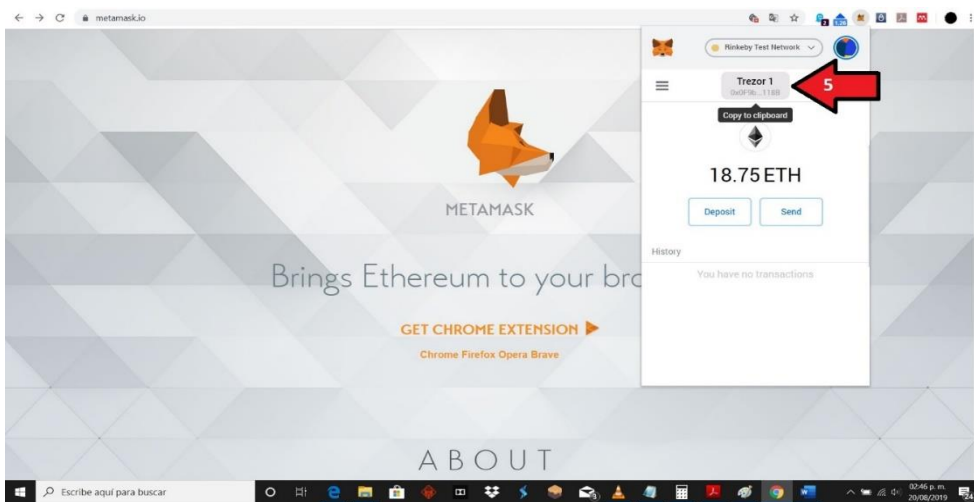 metamask.io
Rinkeby Test Network
Trezor 1
0x0F9b...118B
5
Copy to clipboard
18.75 ETH
Deposit
Send
History
You have no transactions
METAMASK
Brings Ethereum to your bro
GET CHROME EXTENSION
Chrome Firefox Opera Brave
ABOUT
Escribe aquí para buscar
02:46 p. m.
20/08/2019